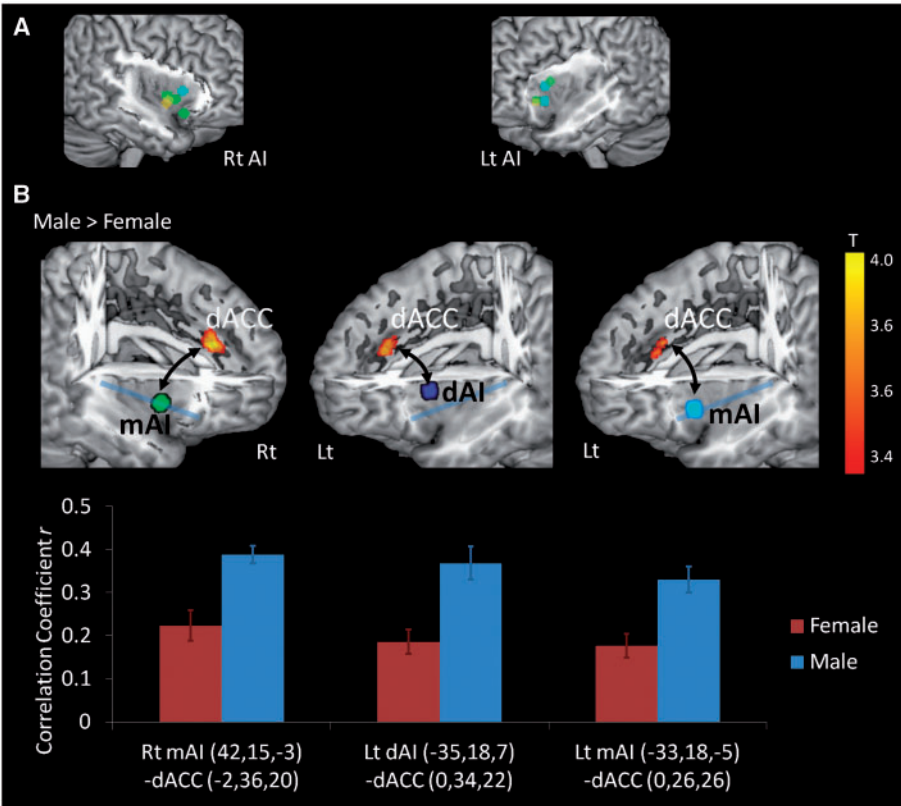 A
Rt AI
Lt AI
B
Male > Female
dACC
mAI
Rt
dACC
dAI
Lt
dACC
mAI
Lt
T
4.0
3.6
3.6
3.4
Correlation Coefficient r
0.5
0.4
0.3
0.2
0.1
0
Female
Male
Rt mAI (42,15,-3)
-dACC (-2,36,20)
Lt dAI (-35,18,7)
-dACC (0,34,22)
Lt mAI (-33,18,-5)
-dACC (0,26,26)